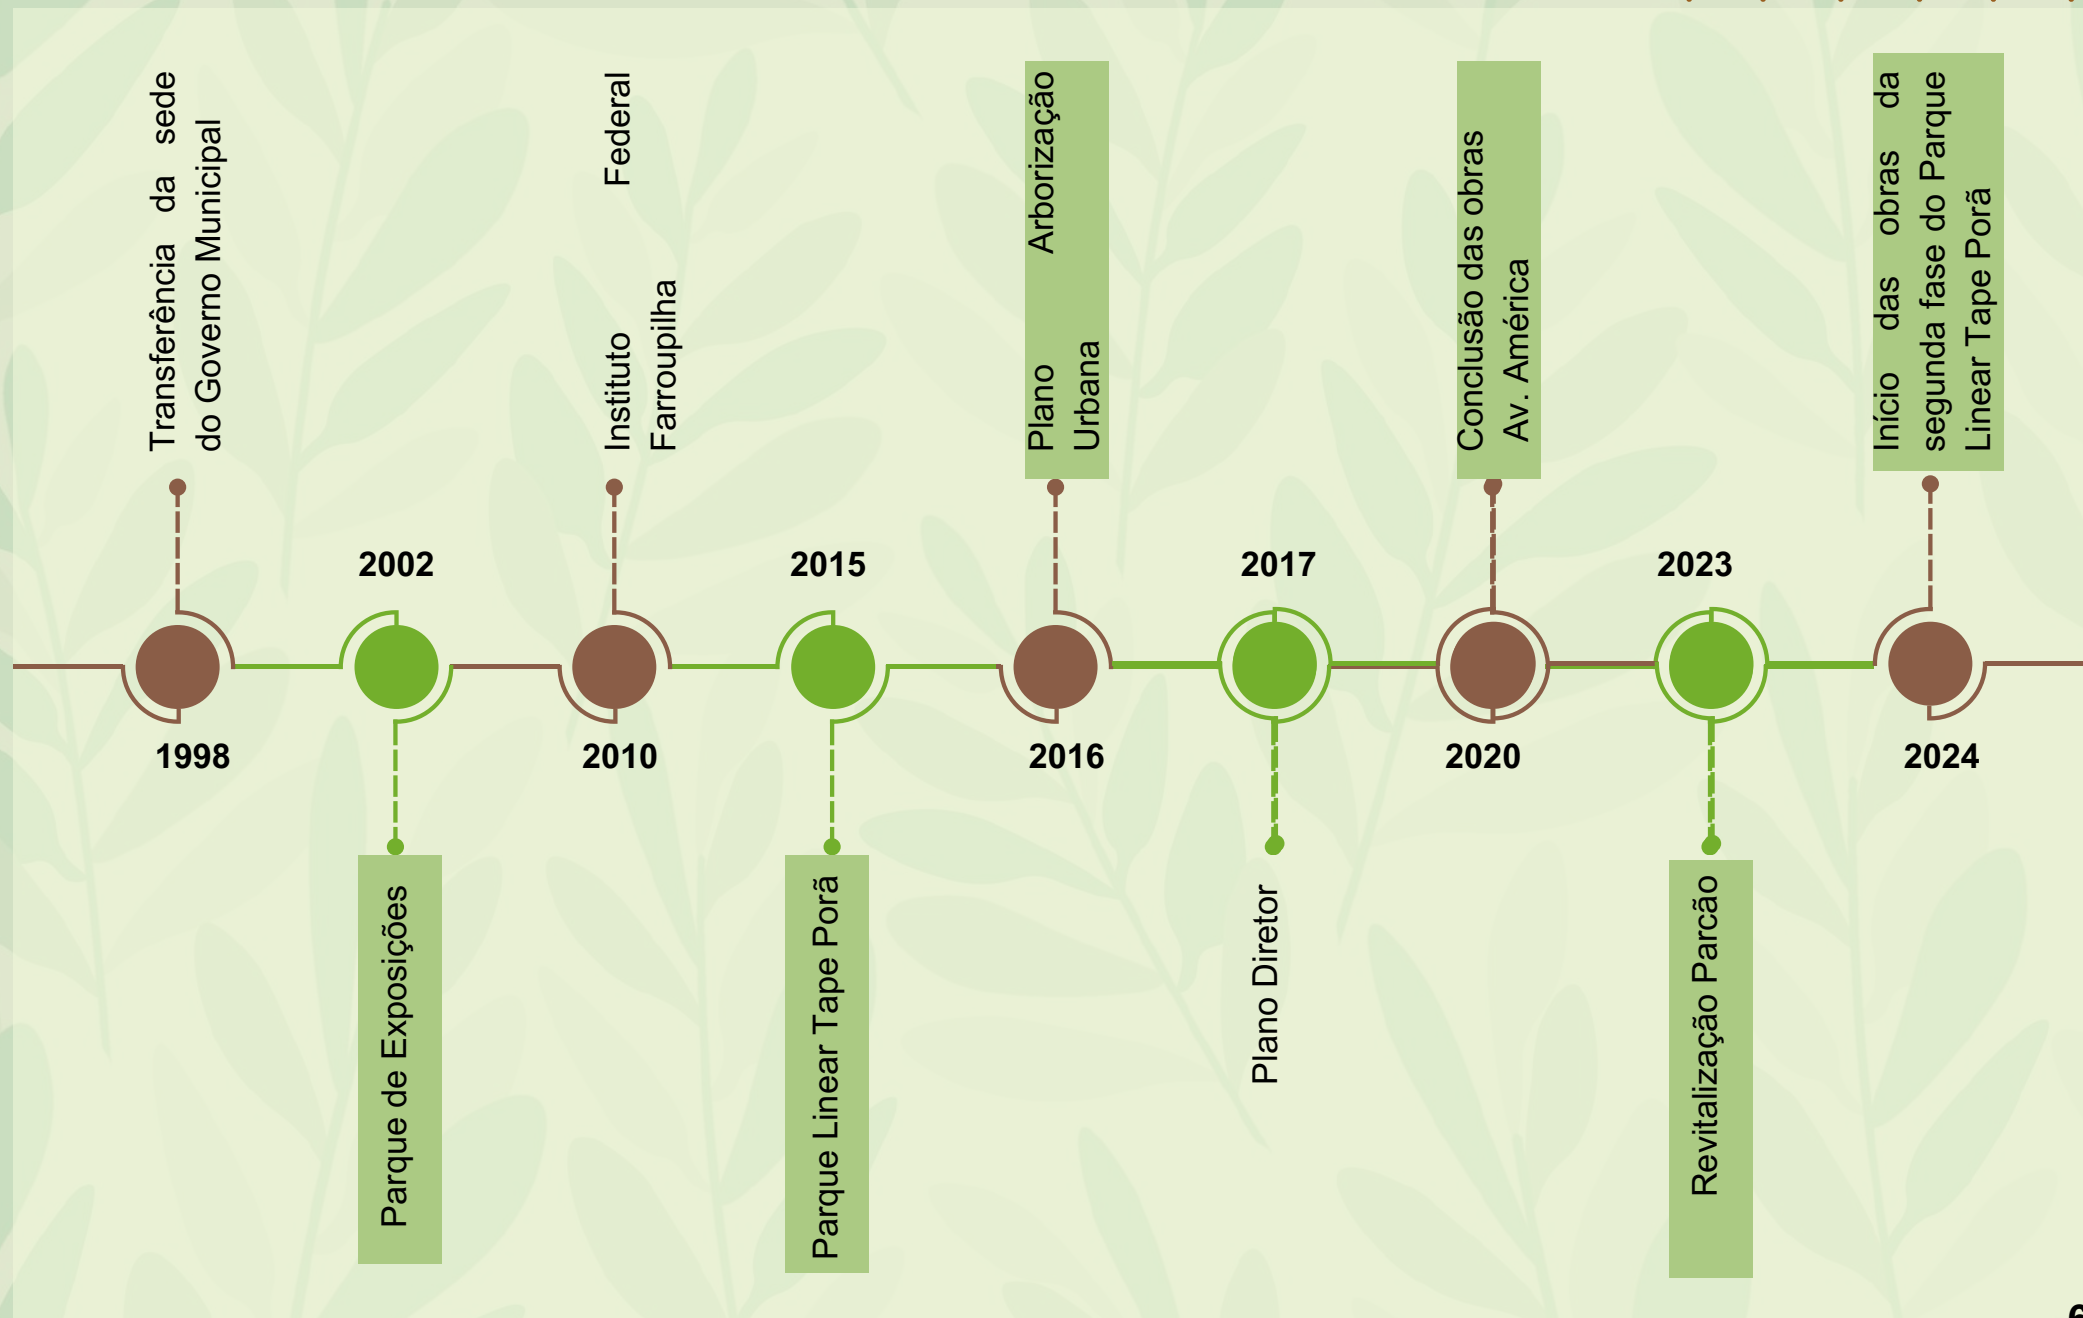 Transferência da sede
do Governo Municipal
1998
2002
Parque de Exposições
Instituto Federal
Farroupilha
2010
2015
Parque Linear Tape Porã
Plano Arborização
Urbana
2016
2017
Plano Diretor
Conclusão das obras
Av. América
2020
2023
Revitalização Parcão
Início das obras da
segunda fase do Parque
Linear Tape Porã
2024